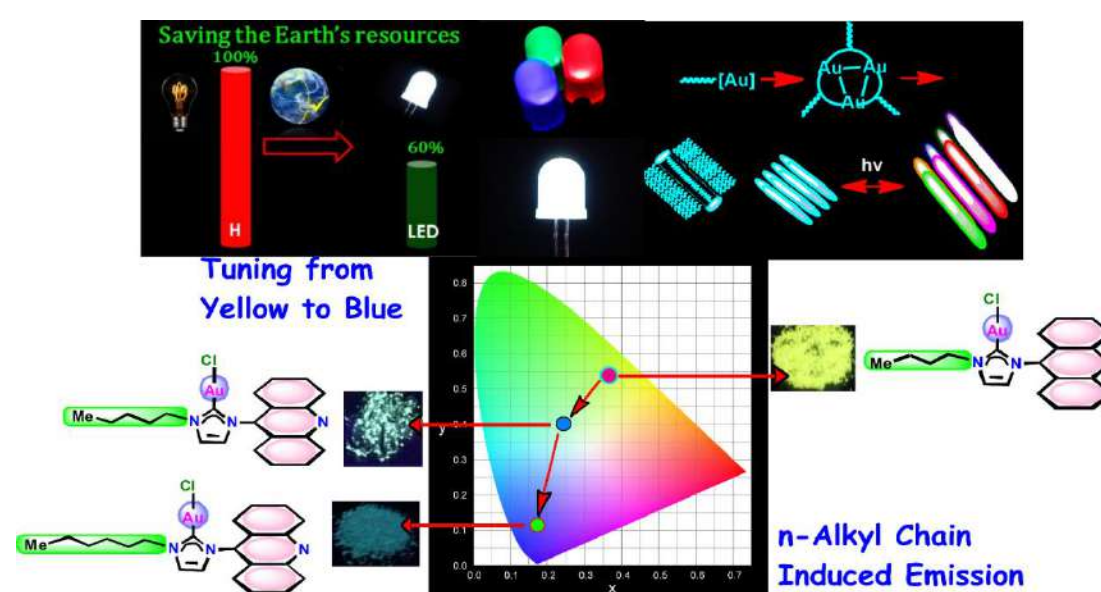 Saving the Earth's resources
100%
60%
H
LED
[Au]
Au
Au
Au
hν
Tuning from
Yellow to Blue
Cl
Au
Me
N
N
N
Cl
Au
Me
N
N
N
y
0.8
0.7
0.6
0.5
0.4
0.3
0.2
0.1
0.0
0.0 0.1 0.2 0.3 0.4 0.5 0.6 0.7
x
Cl
Au
Me
N
N
n-Alkyl Chain
Induced Emission